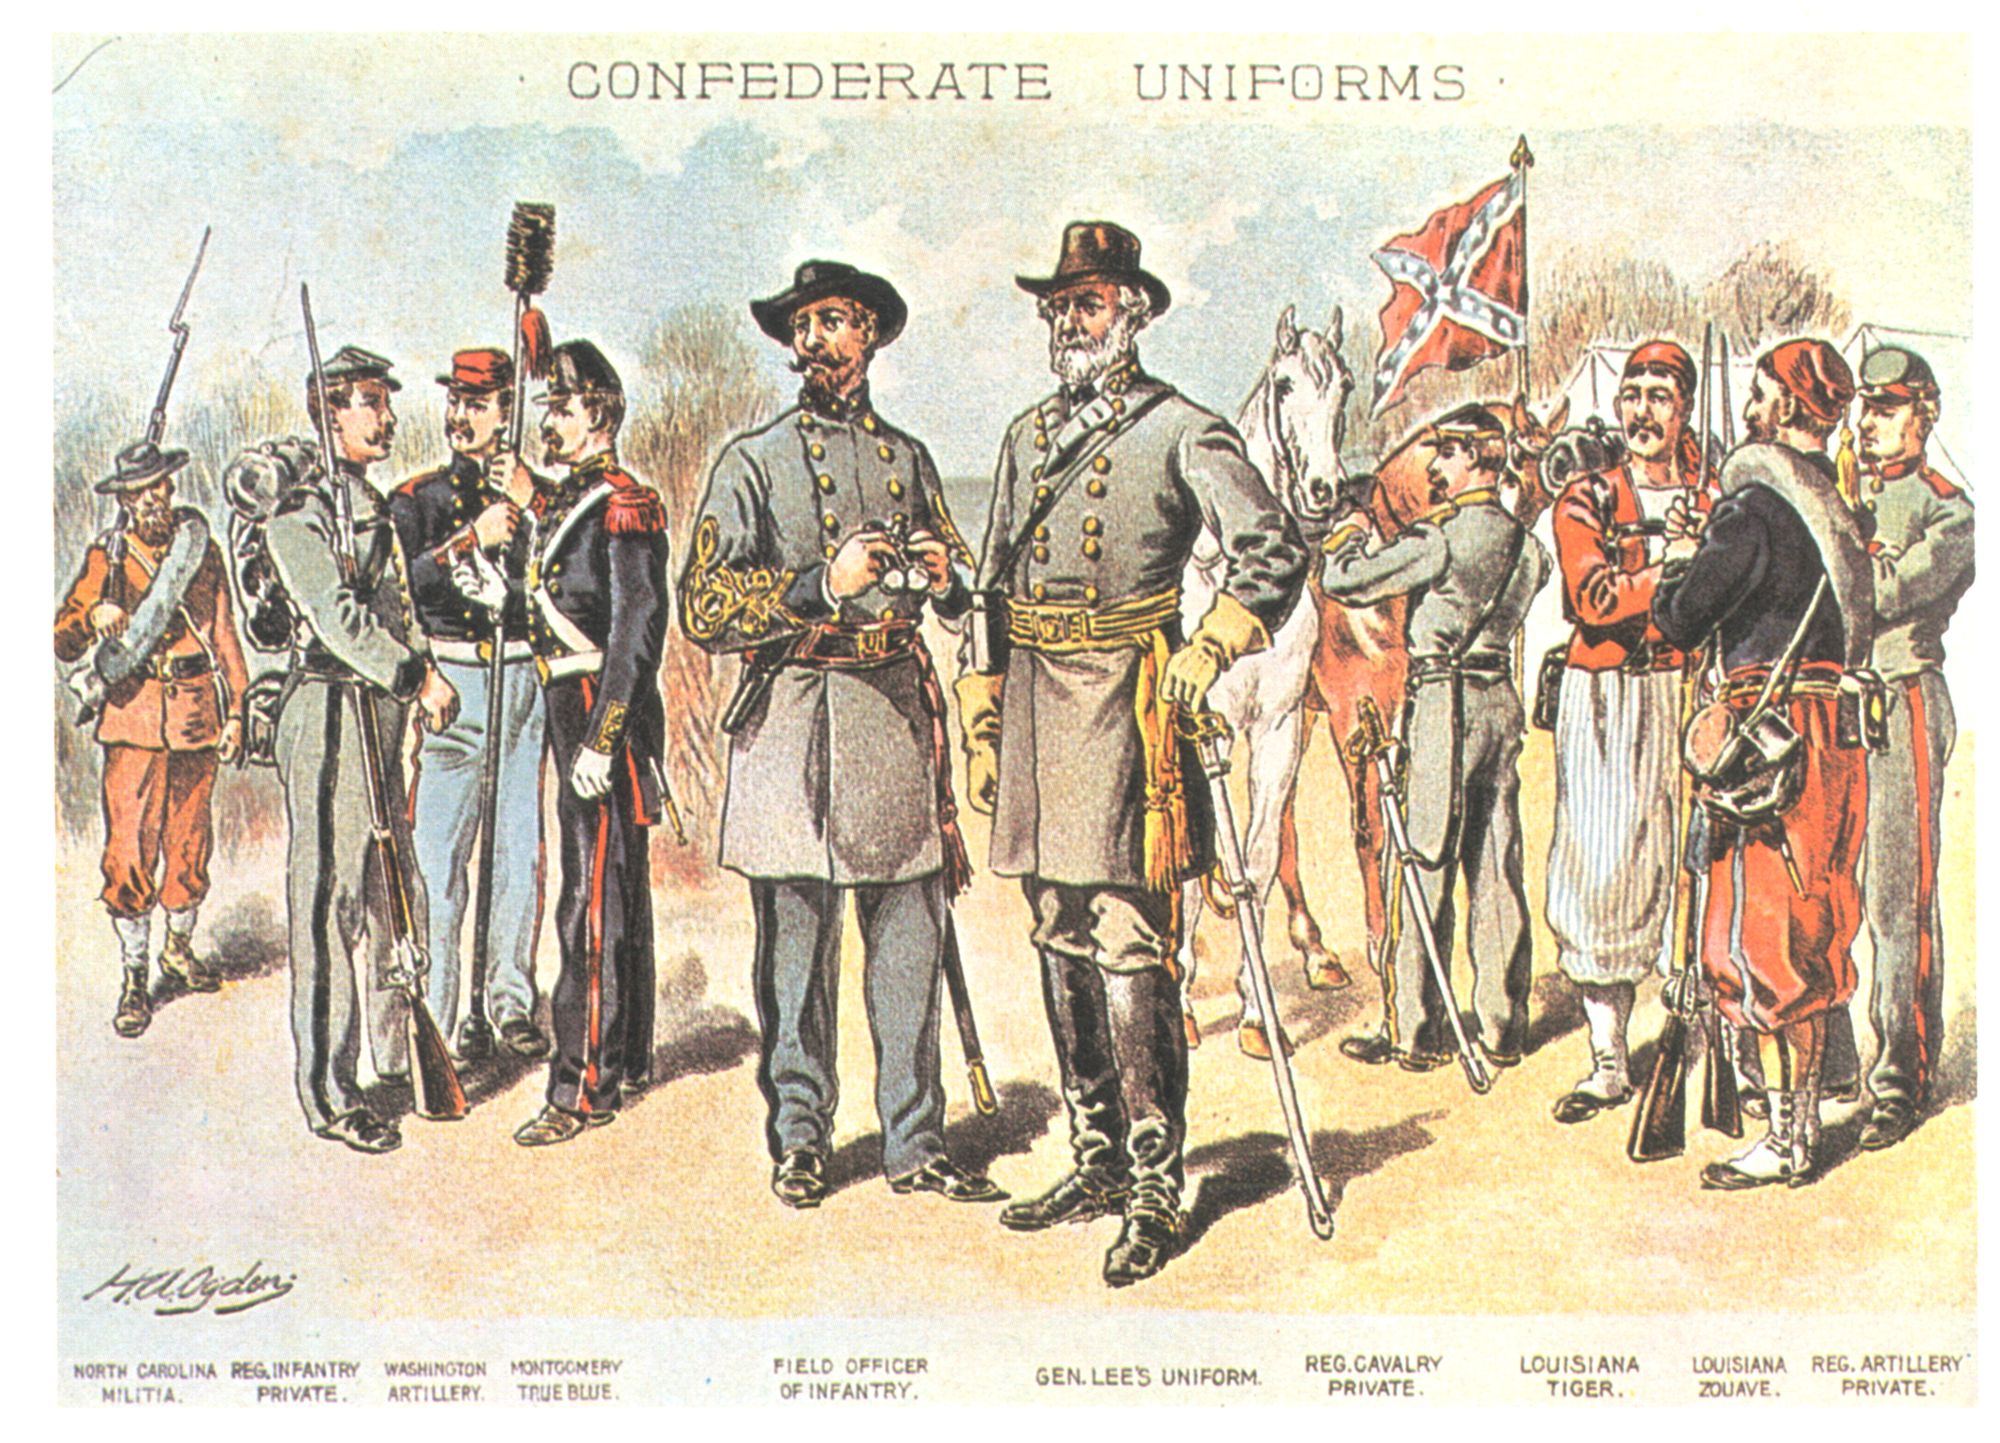 CONFEDERATE UNIFORMS.
H.A. Ogden
NORTH CAROLINA
MILITIA.
REG. INFANTRY
PRIVATE.
WASHINGTON
ARTILLERY.
MONTGOMERY
TRUE BLUE.
FIELD OFFICER
OF INFANTRY.
GEN. LEE'S UNIFORM.
REG. CAVALRY
PRIVATE.
LOUISIANA
TIGER.
LOUISIANA
ZOUAVE.
REG. ARTILLERY
PRIVATE.